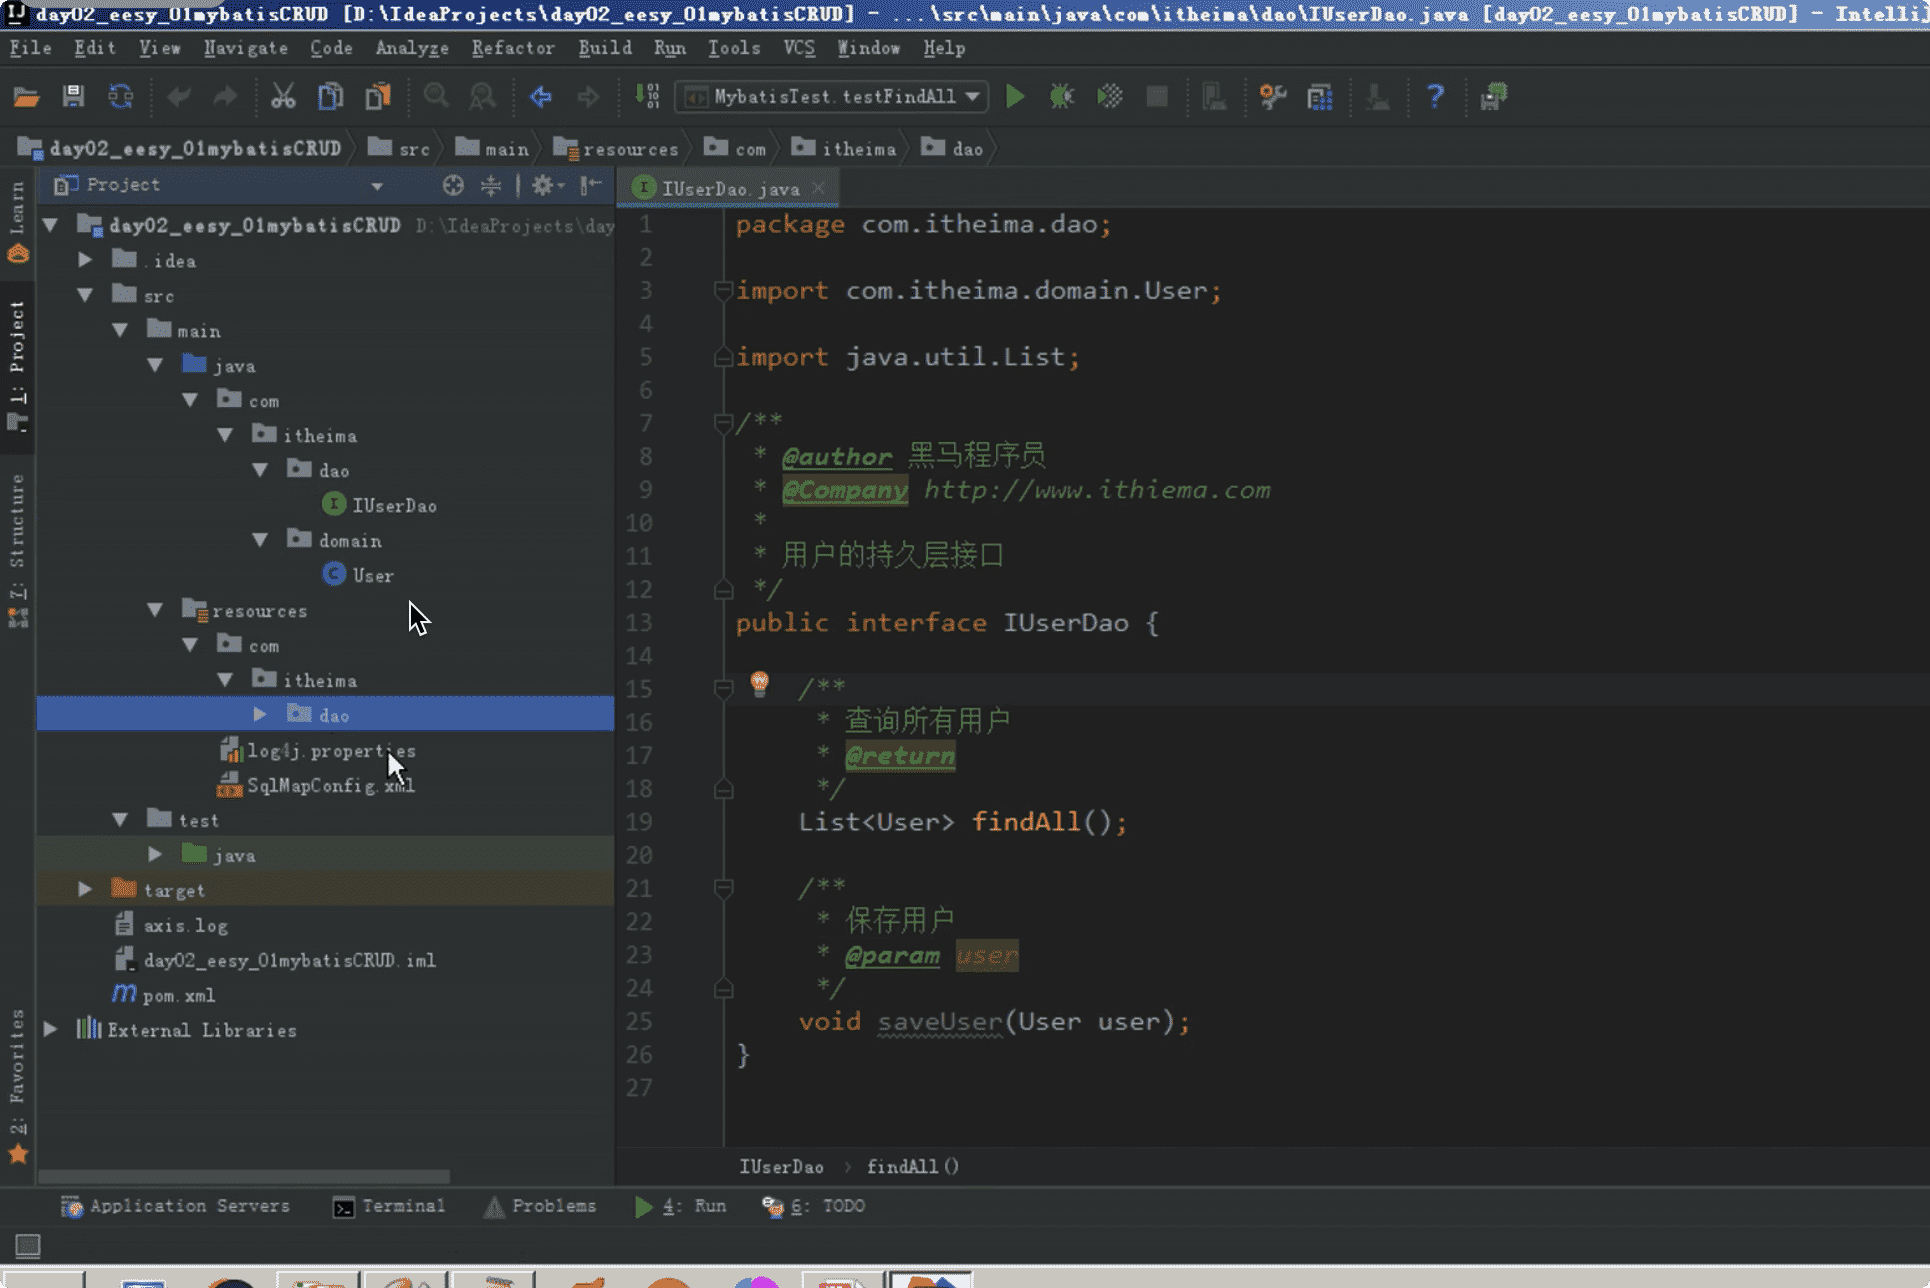 day02_eesy_01mybatisCRUD [D:\IdeaProjects\day02_eesy_01mybatisCRUD] - ...\src\main\java\com\itheima\dao\IUserDao.java [day02_eesy_01mybatisCRUD] - Intelli
File Edit View Navigate Code Analyze Refactor Build Run Tools VCS Window Help
MybatisTest.testFindAll
day02_eesy_01mybatisCRUD src main resources com itheima dao
Learn
1: Project
7: Structure
2: Favorites
Project
day02_eesy_01mybatisCRUD D:\IdeaProjects\day
.idea
src
main
java
com
itheima
dao
IUserDao
domain
User
resources
com
itheima
dao
log4j.properties
SqlMapConfig.xml
test
java
target
axis.log
day02_eesy_01mybatisCRUD.iml
pom.xml
External Libraries
IUserDao.java
1 package com.itheima.dao;
2
3 import com.itheima.domain.User;
4
5 import java.util.List;
6
7 /**
8 * @author 黑马程序员
9 * @Company http://www.ithiema.com
10 *
11 * 用户的持久层接口
12 */
13 public interface IUserDao {
14
15 /**
16 * 查询所有用户
17 * @return
18 */
19 List<User> findAll();
20
21 /**
22 * 保存用户
23 * @param user
24 */
25 void saveUser(User user);
26 }
27
IUserDao › findAll()
Application Servers Terminal Problems 4: Run 6: TODO